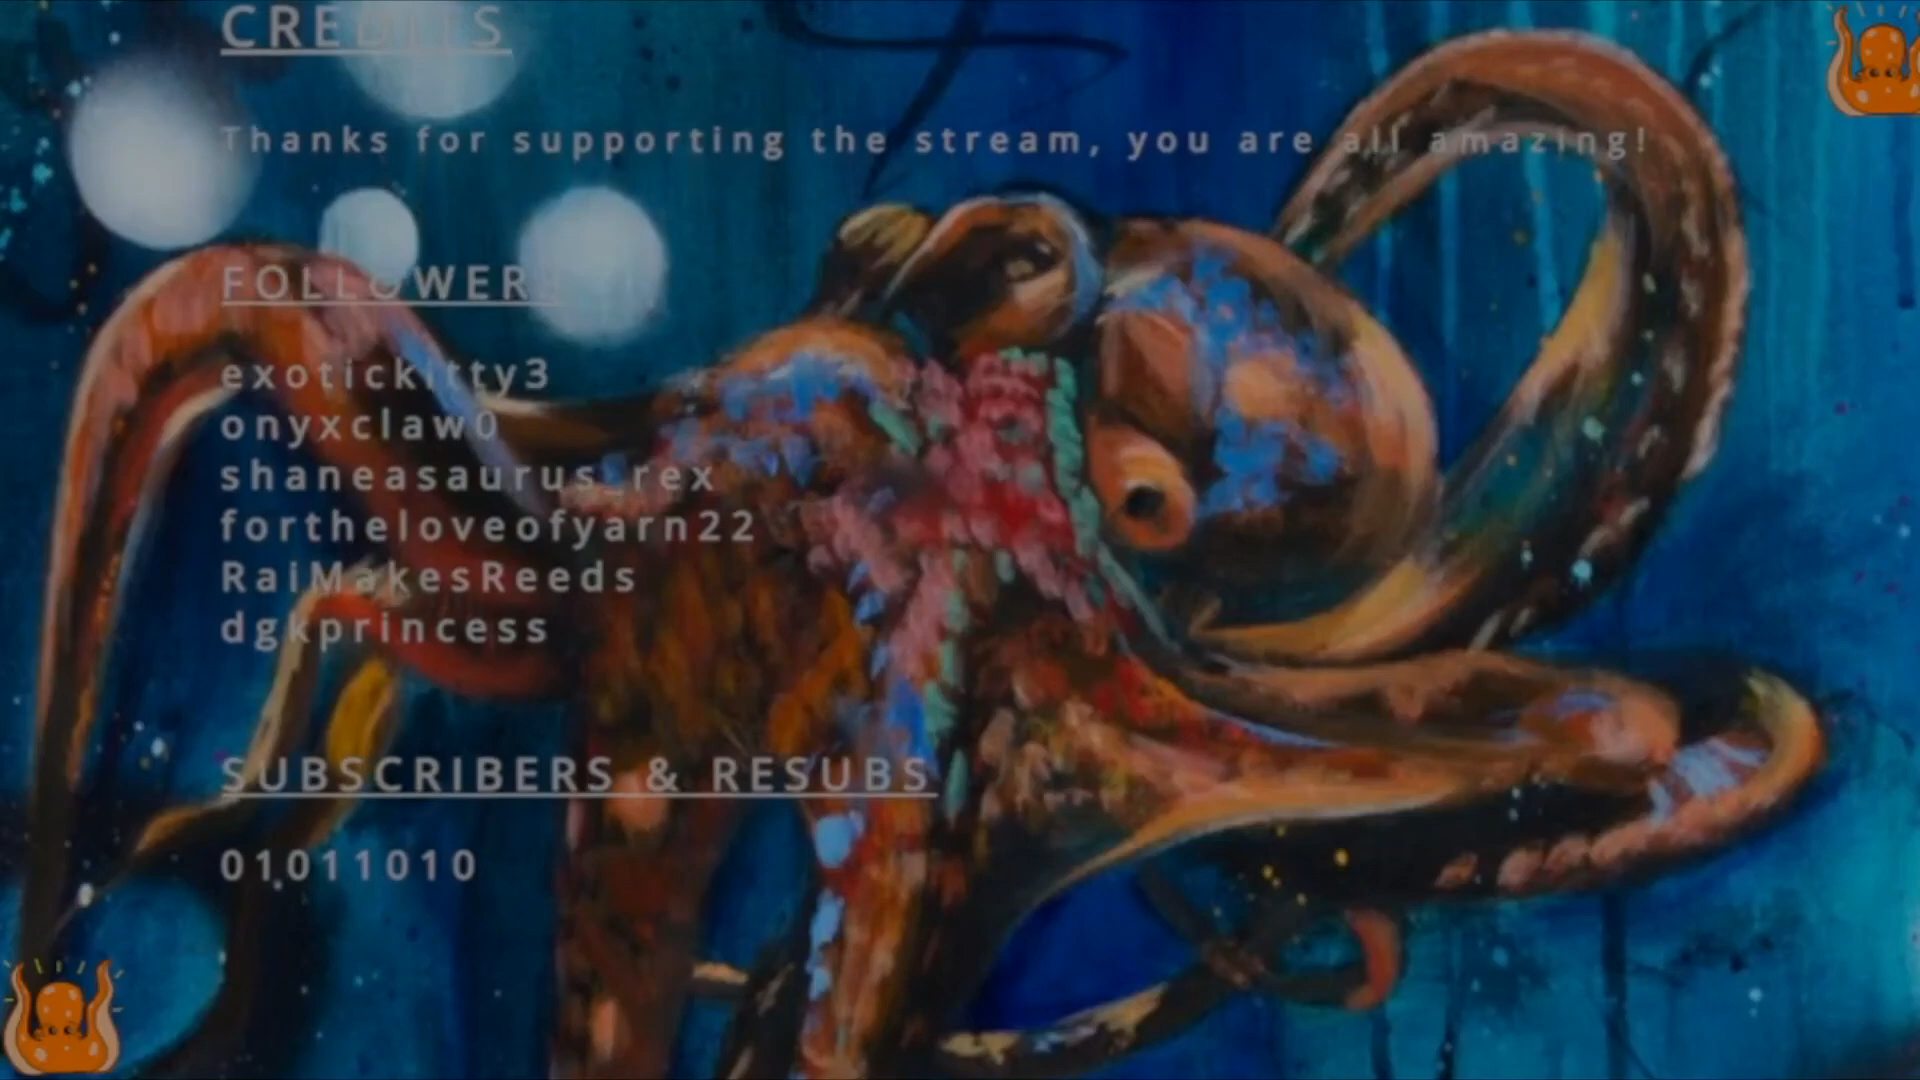 CREDITS
Thanks for supporting the stream, you are all amazing!
FOLLOWERS
exotickitty3
onyxclaw0
shaneasaurus_rex
fortheloveofyarn22
RaiMakesReeds
dgkprincess
SUBSCRIBERS & RESUBS
01011010